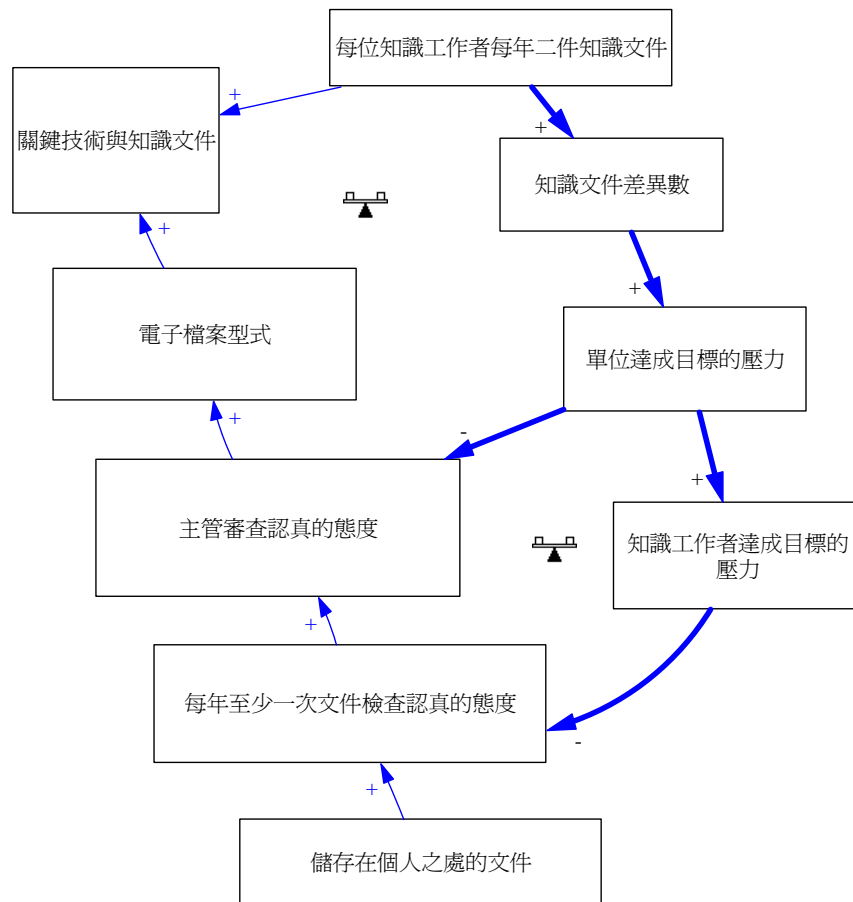 每位知識工作者每年二件知識文件
+
+
關鍵技術與知識文件
知識文件差異數
+
+
電子檔案型式
單位達成目標的壓力
+
-
+
主管審查認真的態度
知識工作者達成目標的
壓力
+
每年至少一次文件檢查認真的態度
-
+
儲存在個人之處的文件